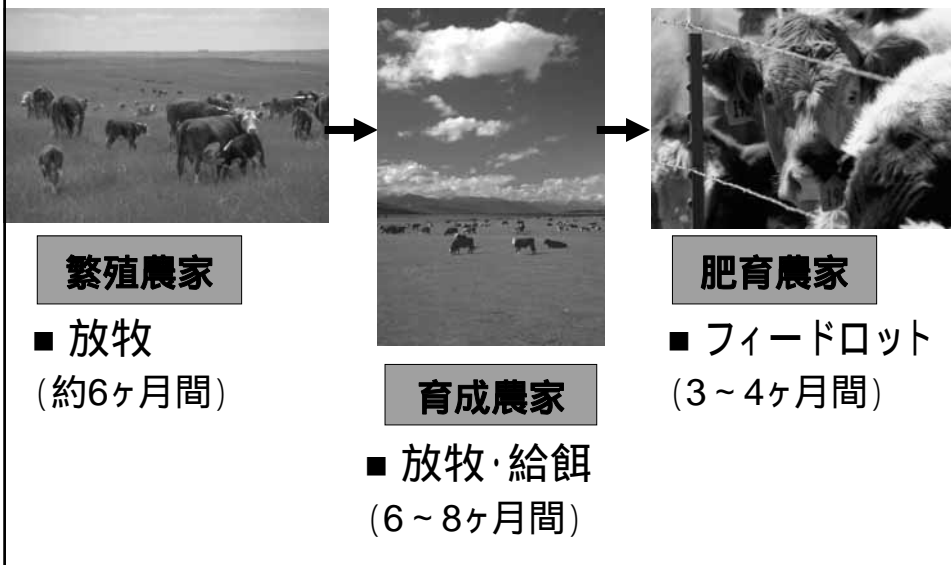 繁殖農家
■ 放牧
(約6ヶ月間)
育成農家
■ 放牧･給餌
(6~8ヶ月間)
肥育農家
■ フィードロット
(3~4ヶ月間)